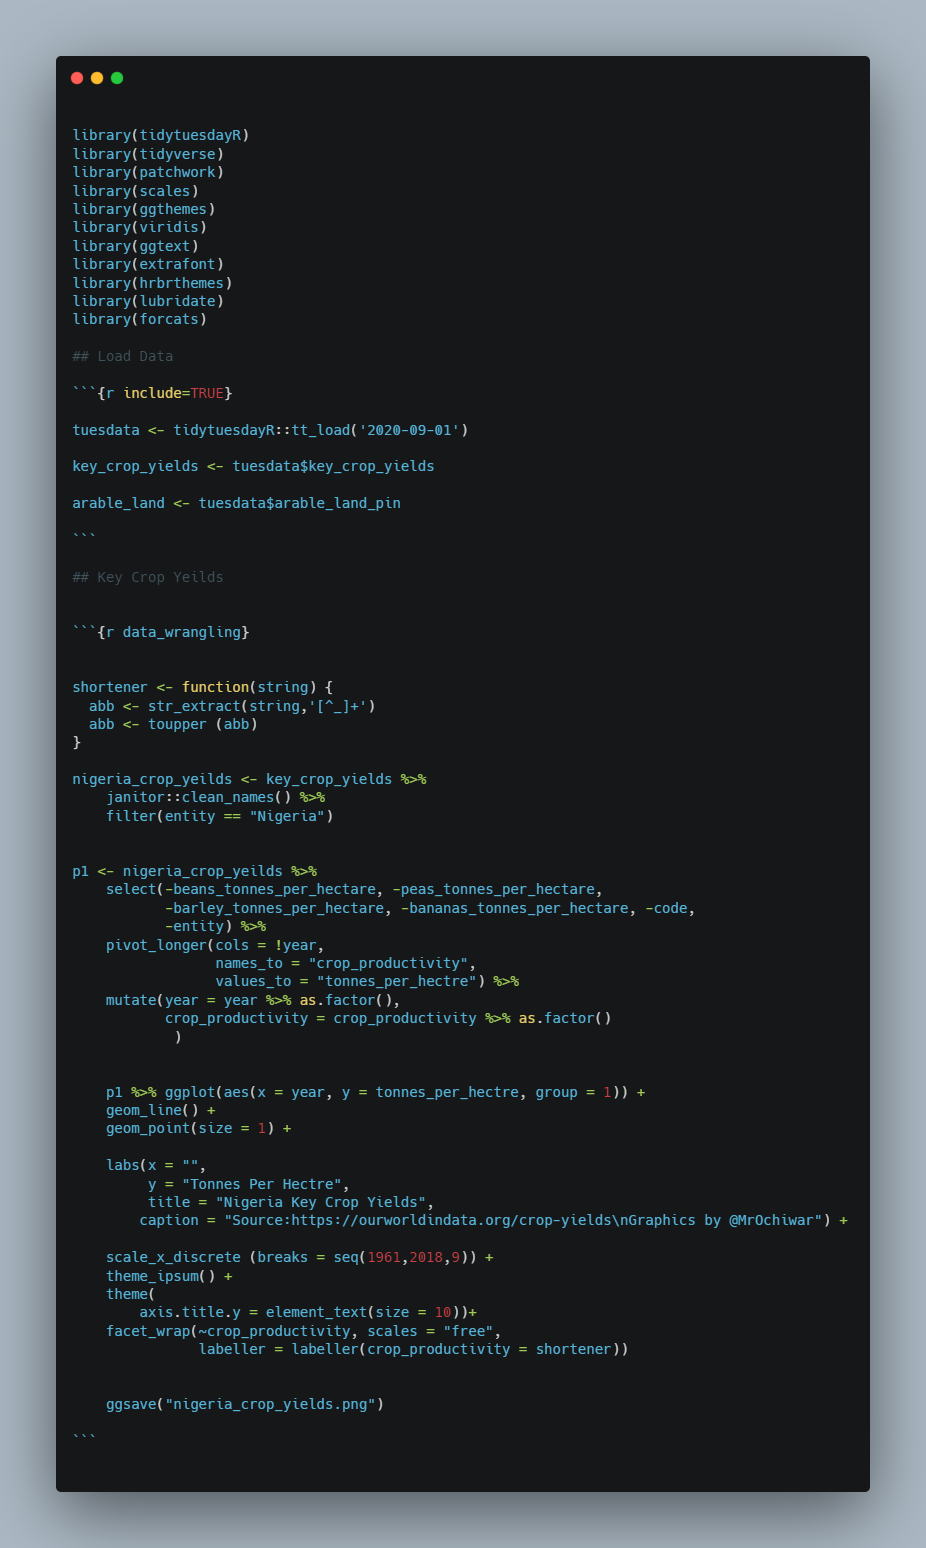 library(tidytuesdayR)
library(tidyverse)
library(patchwork)
library(scales)
library(ggthemes)
library(viridis)
library(ggtext)
library(extrafont)
library(hrbrthemes)
library(lubridate)
library(forcats)

## Load Data

```{r include=TRUE}

tuesdata <- tidytuesdayR::tt_load('2020-09-01')

key_crop_yields <- tuesdata$key_crop_yields

arable_land <- tuesdata$arable_land_pin

```

## Key Crop Yeilds


```{r data_wrangling}


shortener <- function(string) {
  abb <- str_extract(string,'[^_]+')
  abb <- toupper (abb)
}

nigeria_crop_yeilds <- key_crop_yields %>%
    janitor::clean_names() %>%
    filter(entity == "Nigeria")


p1 <- nigeria_crop_yeilds %>%
    select(-beans_tonnes_per_hectare, -peas_tonnes_per_hectare,
           -barley_tonnes_per_hectare, -bananas_tonnes_per_hectare, -code,
           -entity) %>%
    pivot_longer(cols = !year,
                 names_to = "crop_productivity",
                 values_to = "tonnes_per_hectre") %>%
    mutate(year = year %>% as.factor(),
           crop_productivity = crop_productivity %>% as.factor()
            )


    p1 %>% ggplot(aes(x = year, y = tonnes_per_hectre, group = 1)) +
    geom_line() +
    geom_point(size = 1) +

    labs(x = "",
         y = "Tonnes Per Hectre",
         title = "Nigeria Key Crop Yields",
        caption = "Source:https://ourworldindata.org/crop-yields\nGraphics by @MrOchiwar") +

    scale_x_discrete (breaks = seq(1961,2018,9)) +
    theme_ipsum() +
    theme(
        axis.title.y = element_text(size = 10))+
    facet_wrap(~crop_productivity, scales = "free",
               labeller = labeller(crop_productivity = shortener))


    ggsave("nigeria_crop_yields.png")

```